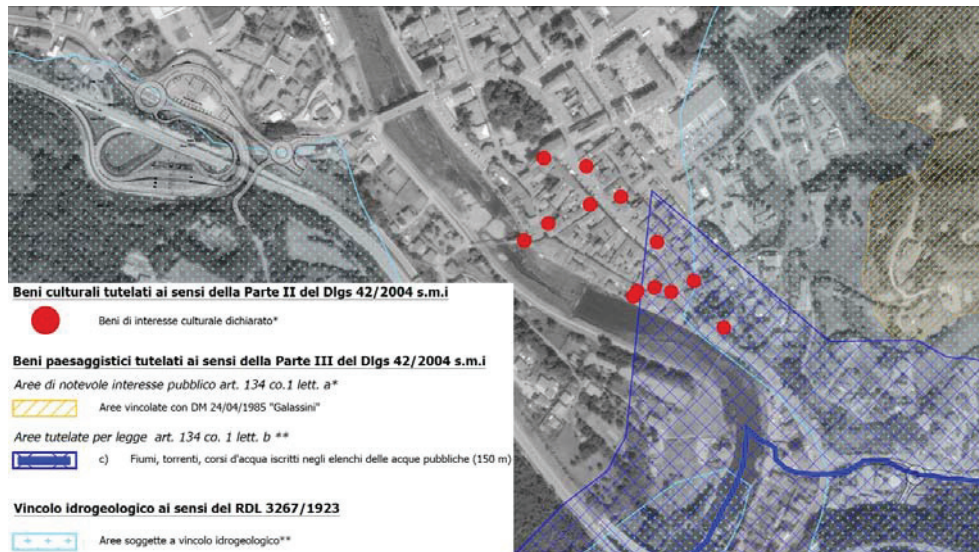 Beni culturali tutelati ai sensi della Parte II del Dlgs 42/2004 s.m.i
Beni di interesse culturale dichiarato*
Beni paesaggistici tutelati ai sensi della Parte III del Dlgs 42/2004 s.m.i
Aree di notevole interesse pubblico art. 134 co.1 lett. a*
Aree vincolate con DM 24/04/1985 "Galassini"
Aree tutelate per legge art. 134 co. 1 lett. b **
c) Fiumi, torrenti, corsi d'acqua iscritti negli elenchi delle acque pubbliche (150 m)
Vincolo idrogeologico ai sensi del RDL 3267/1923
Aree soggette a vincolo idrogeologico**